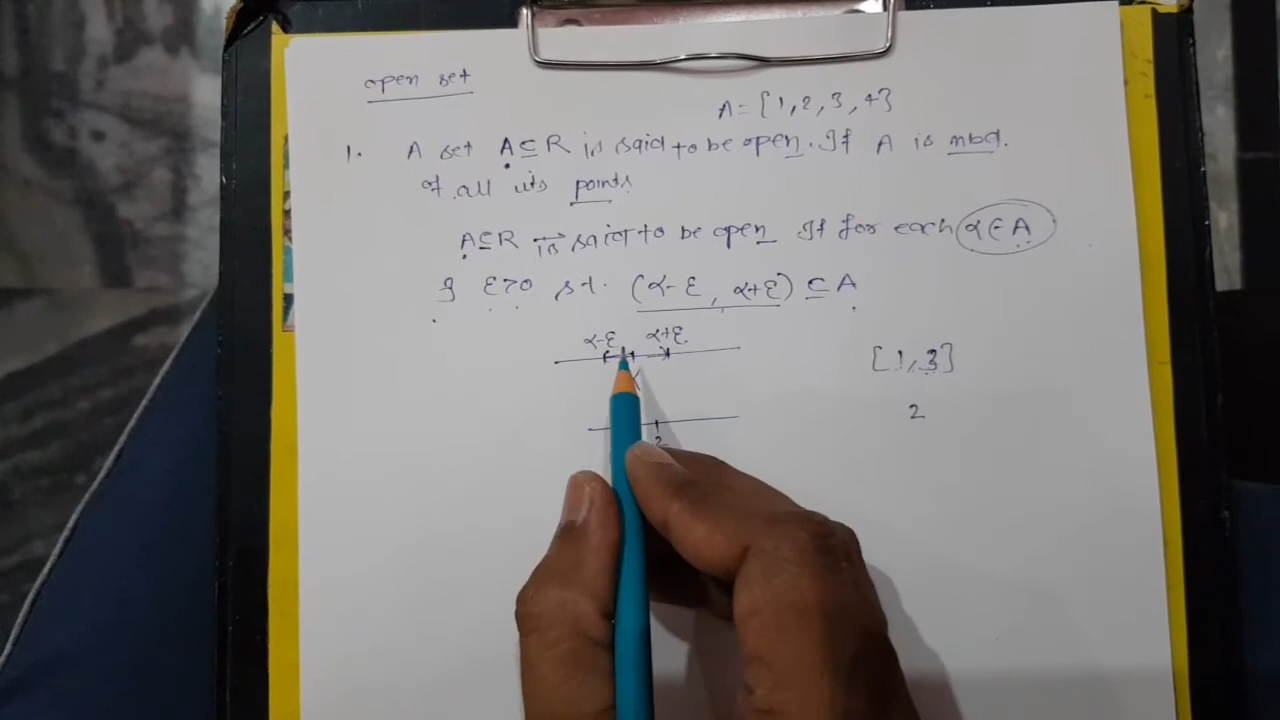 open set
A = {1, 2, 3, 4}
1. A set A ⊆ R is said to be open. If A is nbd.
of all its points
A ⊆ R is said to be open If for each α ∈ A
∃ ε>0 s.t. (α-ε, α+ε) ⊆ A
α-ε α+ε
[1, 3]
2
2